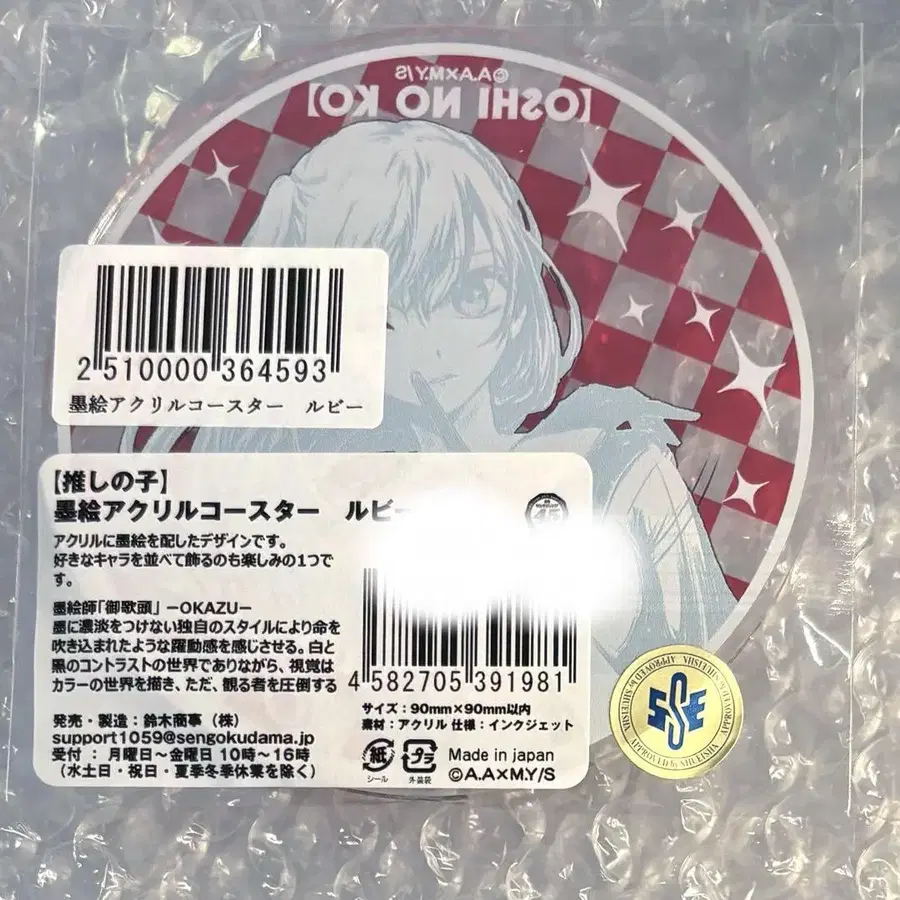 ©A.A×M.Y/S
【OSHI NO KO】
2 510000 364593
墨絵アクリルコースター ルビー
【推しの子】
墨絵アクリルコースター ルビー
アクリルに墨絵を配したデザインです。
好きなキャラを並べて飾るのも楽しみの1つで
す。
墨絵師「御歌頭」ーOKAZUー
墨に濃淡をつけない独自のスタイルにより命を
吹き込まれたような躍動感を感じさせる。白と
黒のコントラストの世界でありながら、視覚は
カラーの世界を描き、ただ、観る者を圧倒する
4 582705 391981
発売・製造：鈴木商事（株）
support1059@sengokudama.jp
受付 ： 月曜日～金曜日 10時～16時
（水土日・祝日・夏季冬季休業を除く）
サイズ：90mm×90mm以内
素材：アクリル 仕様：インクジェット
紙
シール
プラ
外装袋
Made in japan
©A.A×M.Y/S
APPROVED by SHUEISHA